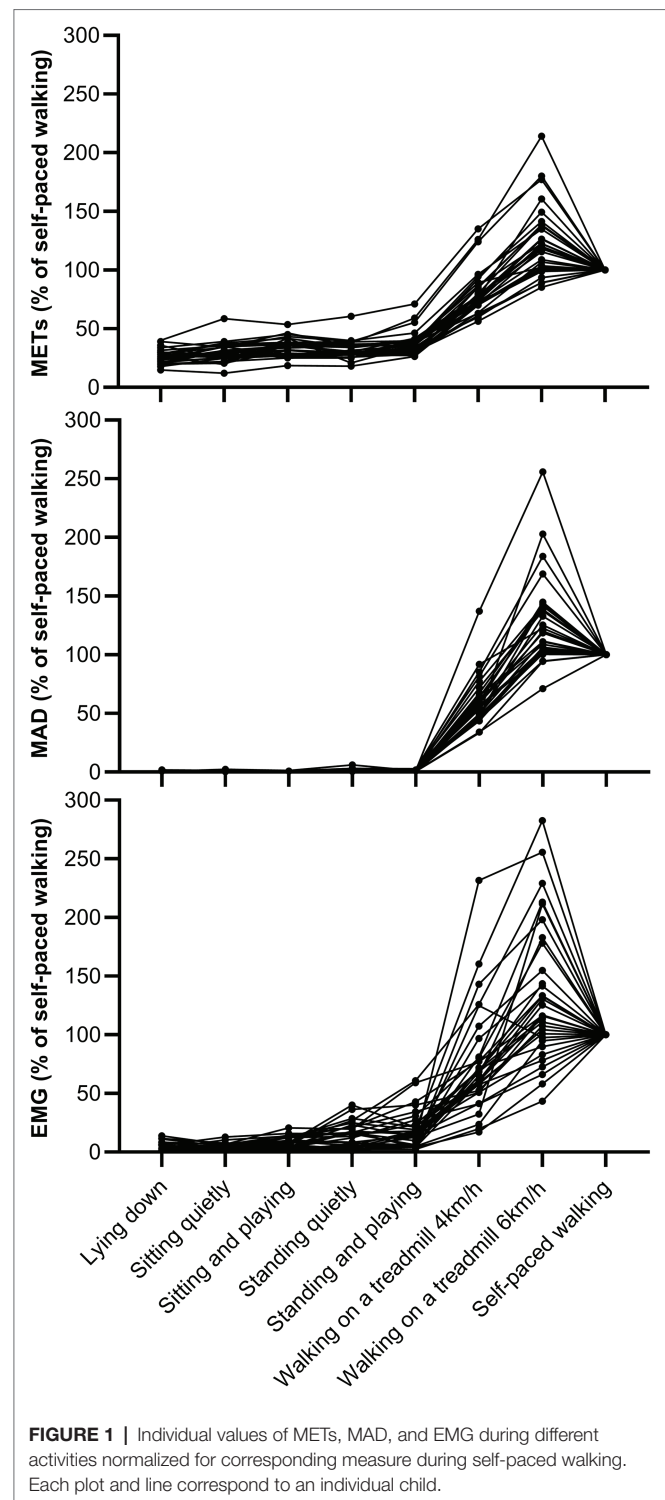 300
250
200
150
100
50
0
METs (% of self-paced walking)
300
250
200
150
100
50
0
MAD (% of self-paced walking)
300
250
200
150
100
50
0
EMG (% of self-paced walking)
Lying down
Sitting quietly
Sitting and playing
Standing quietly
Standing and playing
Walking on a treadmill 4km/h
Walking on a treadmill 6km/h
Self-paced walking
FIGURE 1 | Individual values of METs, MAD, and EMG during different
activities normalized for corresponding measure during self-paced walking.
Each plot and line correspond to an individual child.